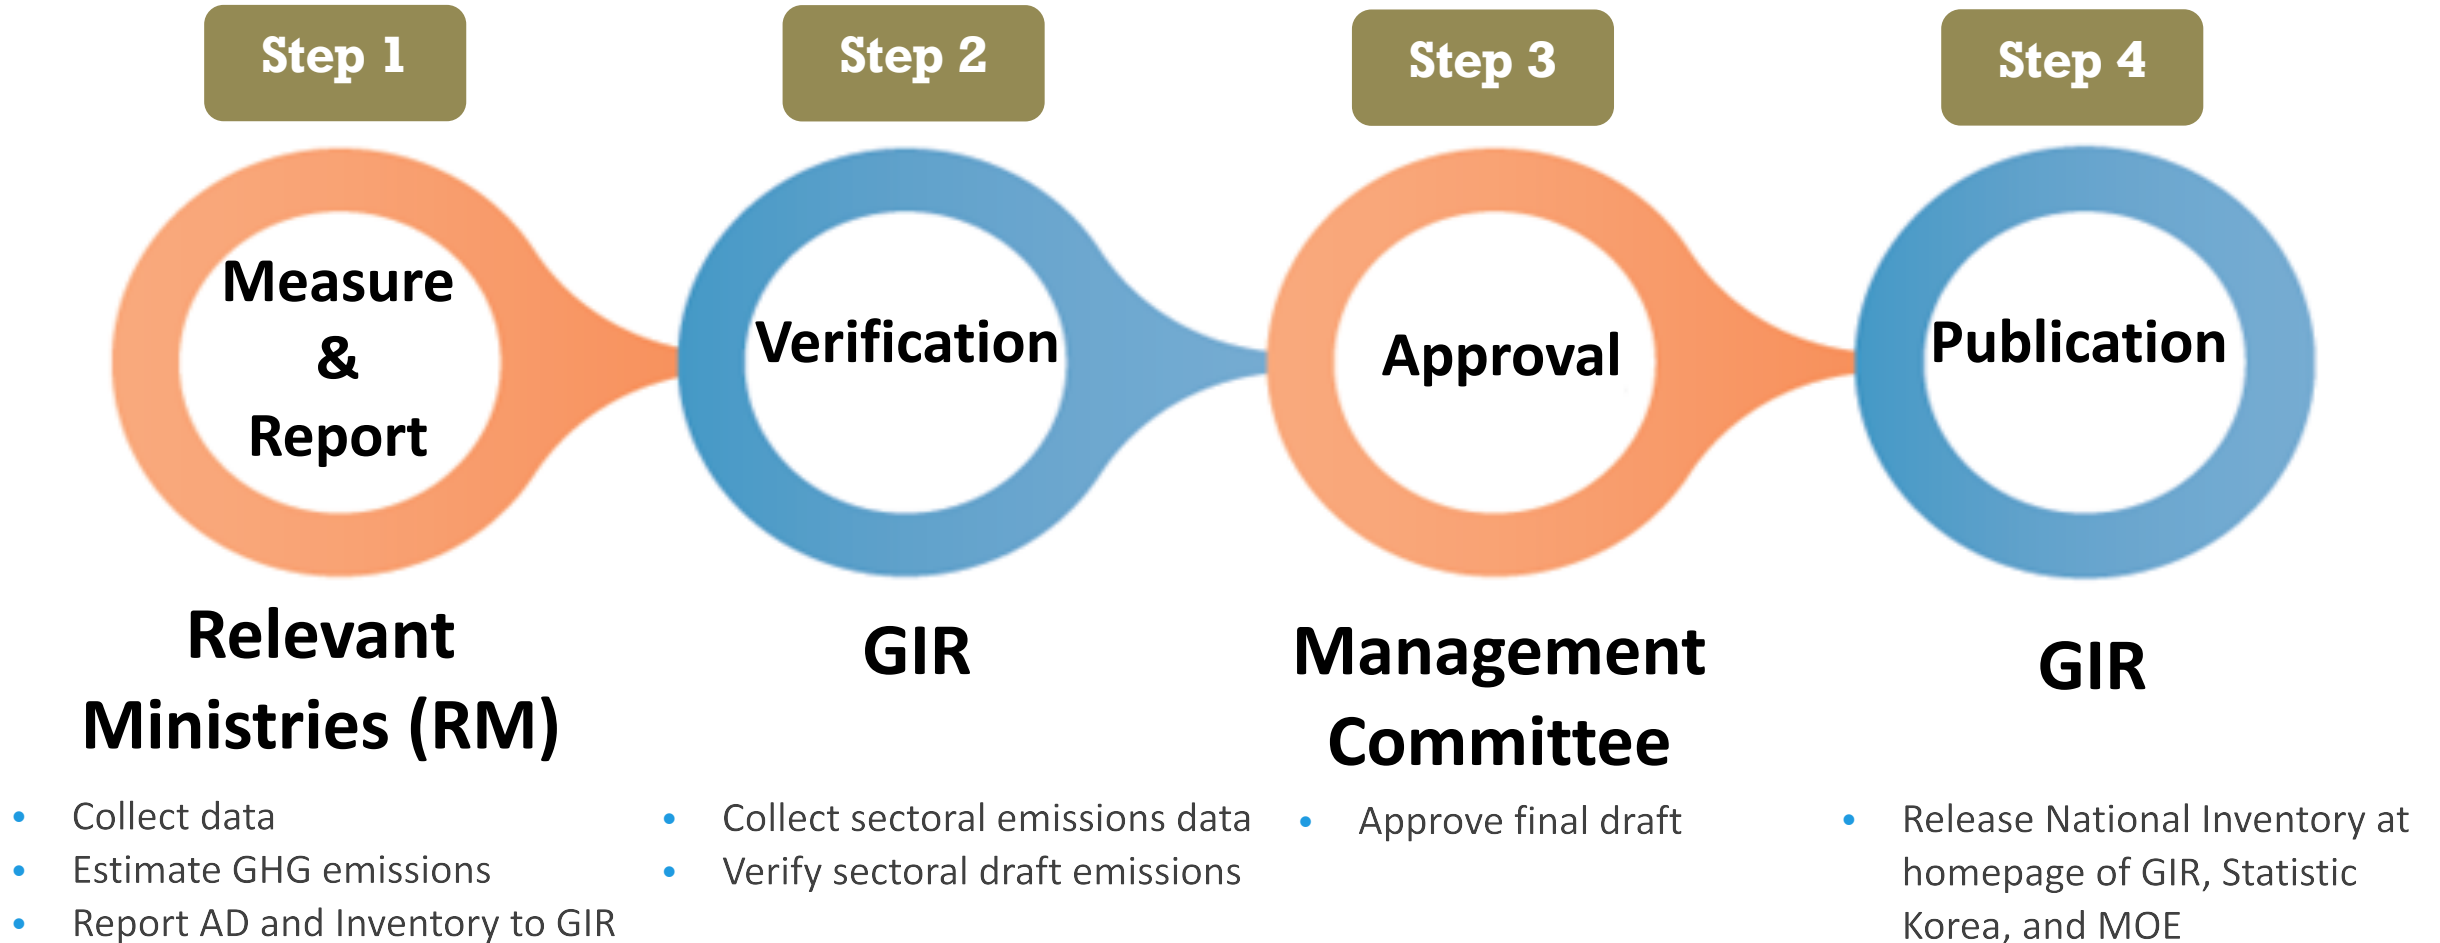 Step 1
Step 2
Step 3
Step 4
Measure
&
Report
Verification
Approval
Publication
Relevant
Ministries (RM)
GIR
Management
Committee
GIR
• Collect data
• Estimate GHG emissions
• Report AD and Inventory to GIR
• Collect sectoral emissions data
• Verify sectoral draft emissions
• Approve final draft
• Release National Inventory at
homepage of GIR, Statistic
Korea, and MOE